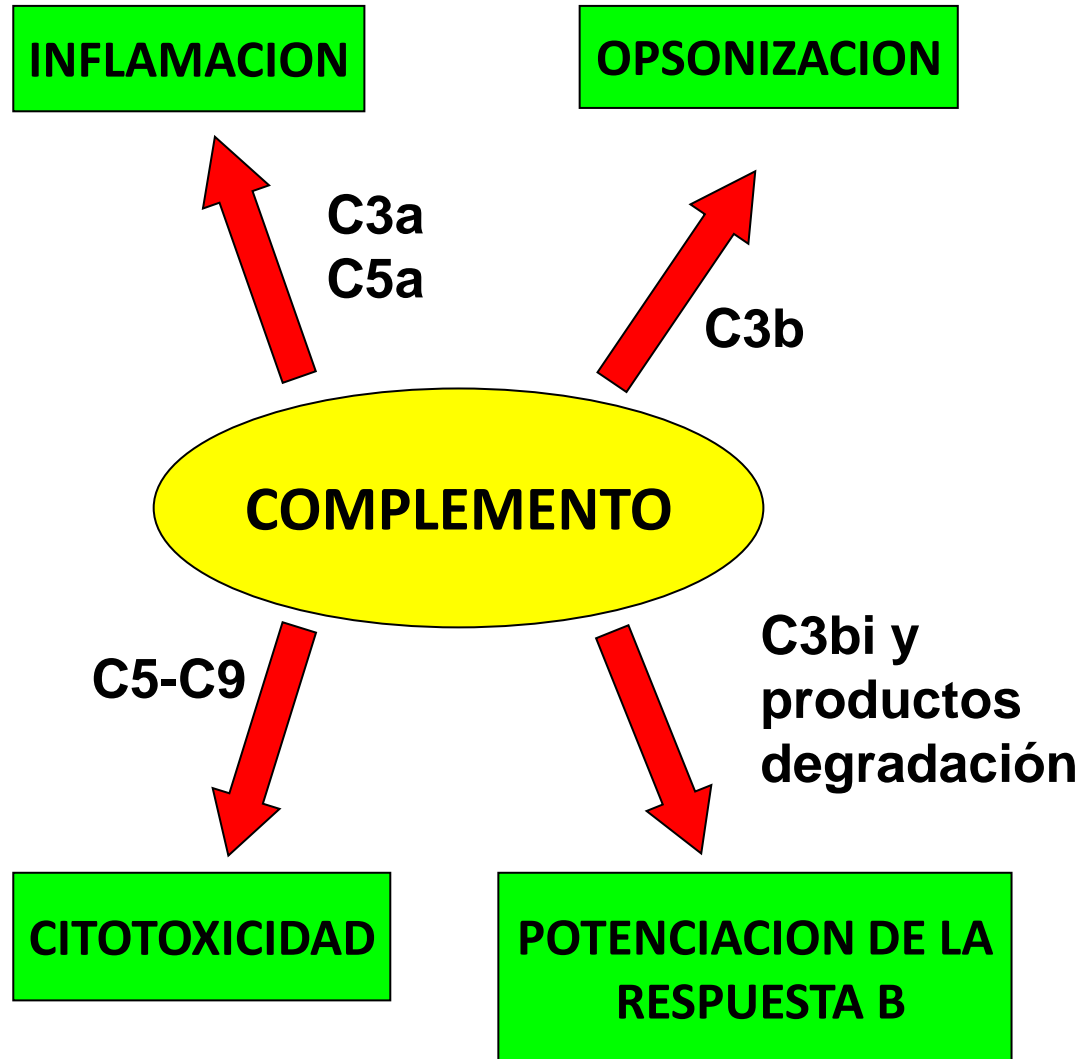 INFLAMACION
OPSONIZACION
C3a
C5a
C3b
COMPLEMENTO
C5-C9
C3bi y
productos
degradación
CITOTOXICIDAD
POTENCIACION DE LA
RESPUESTA B